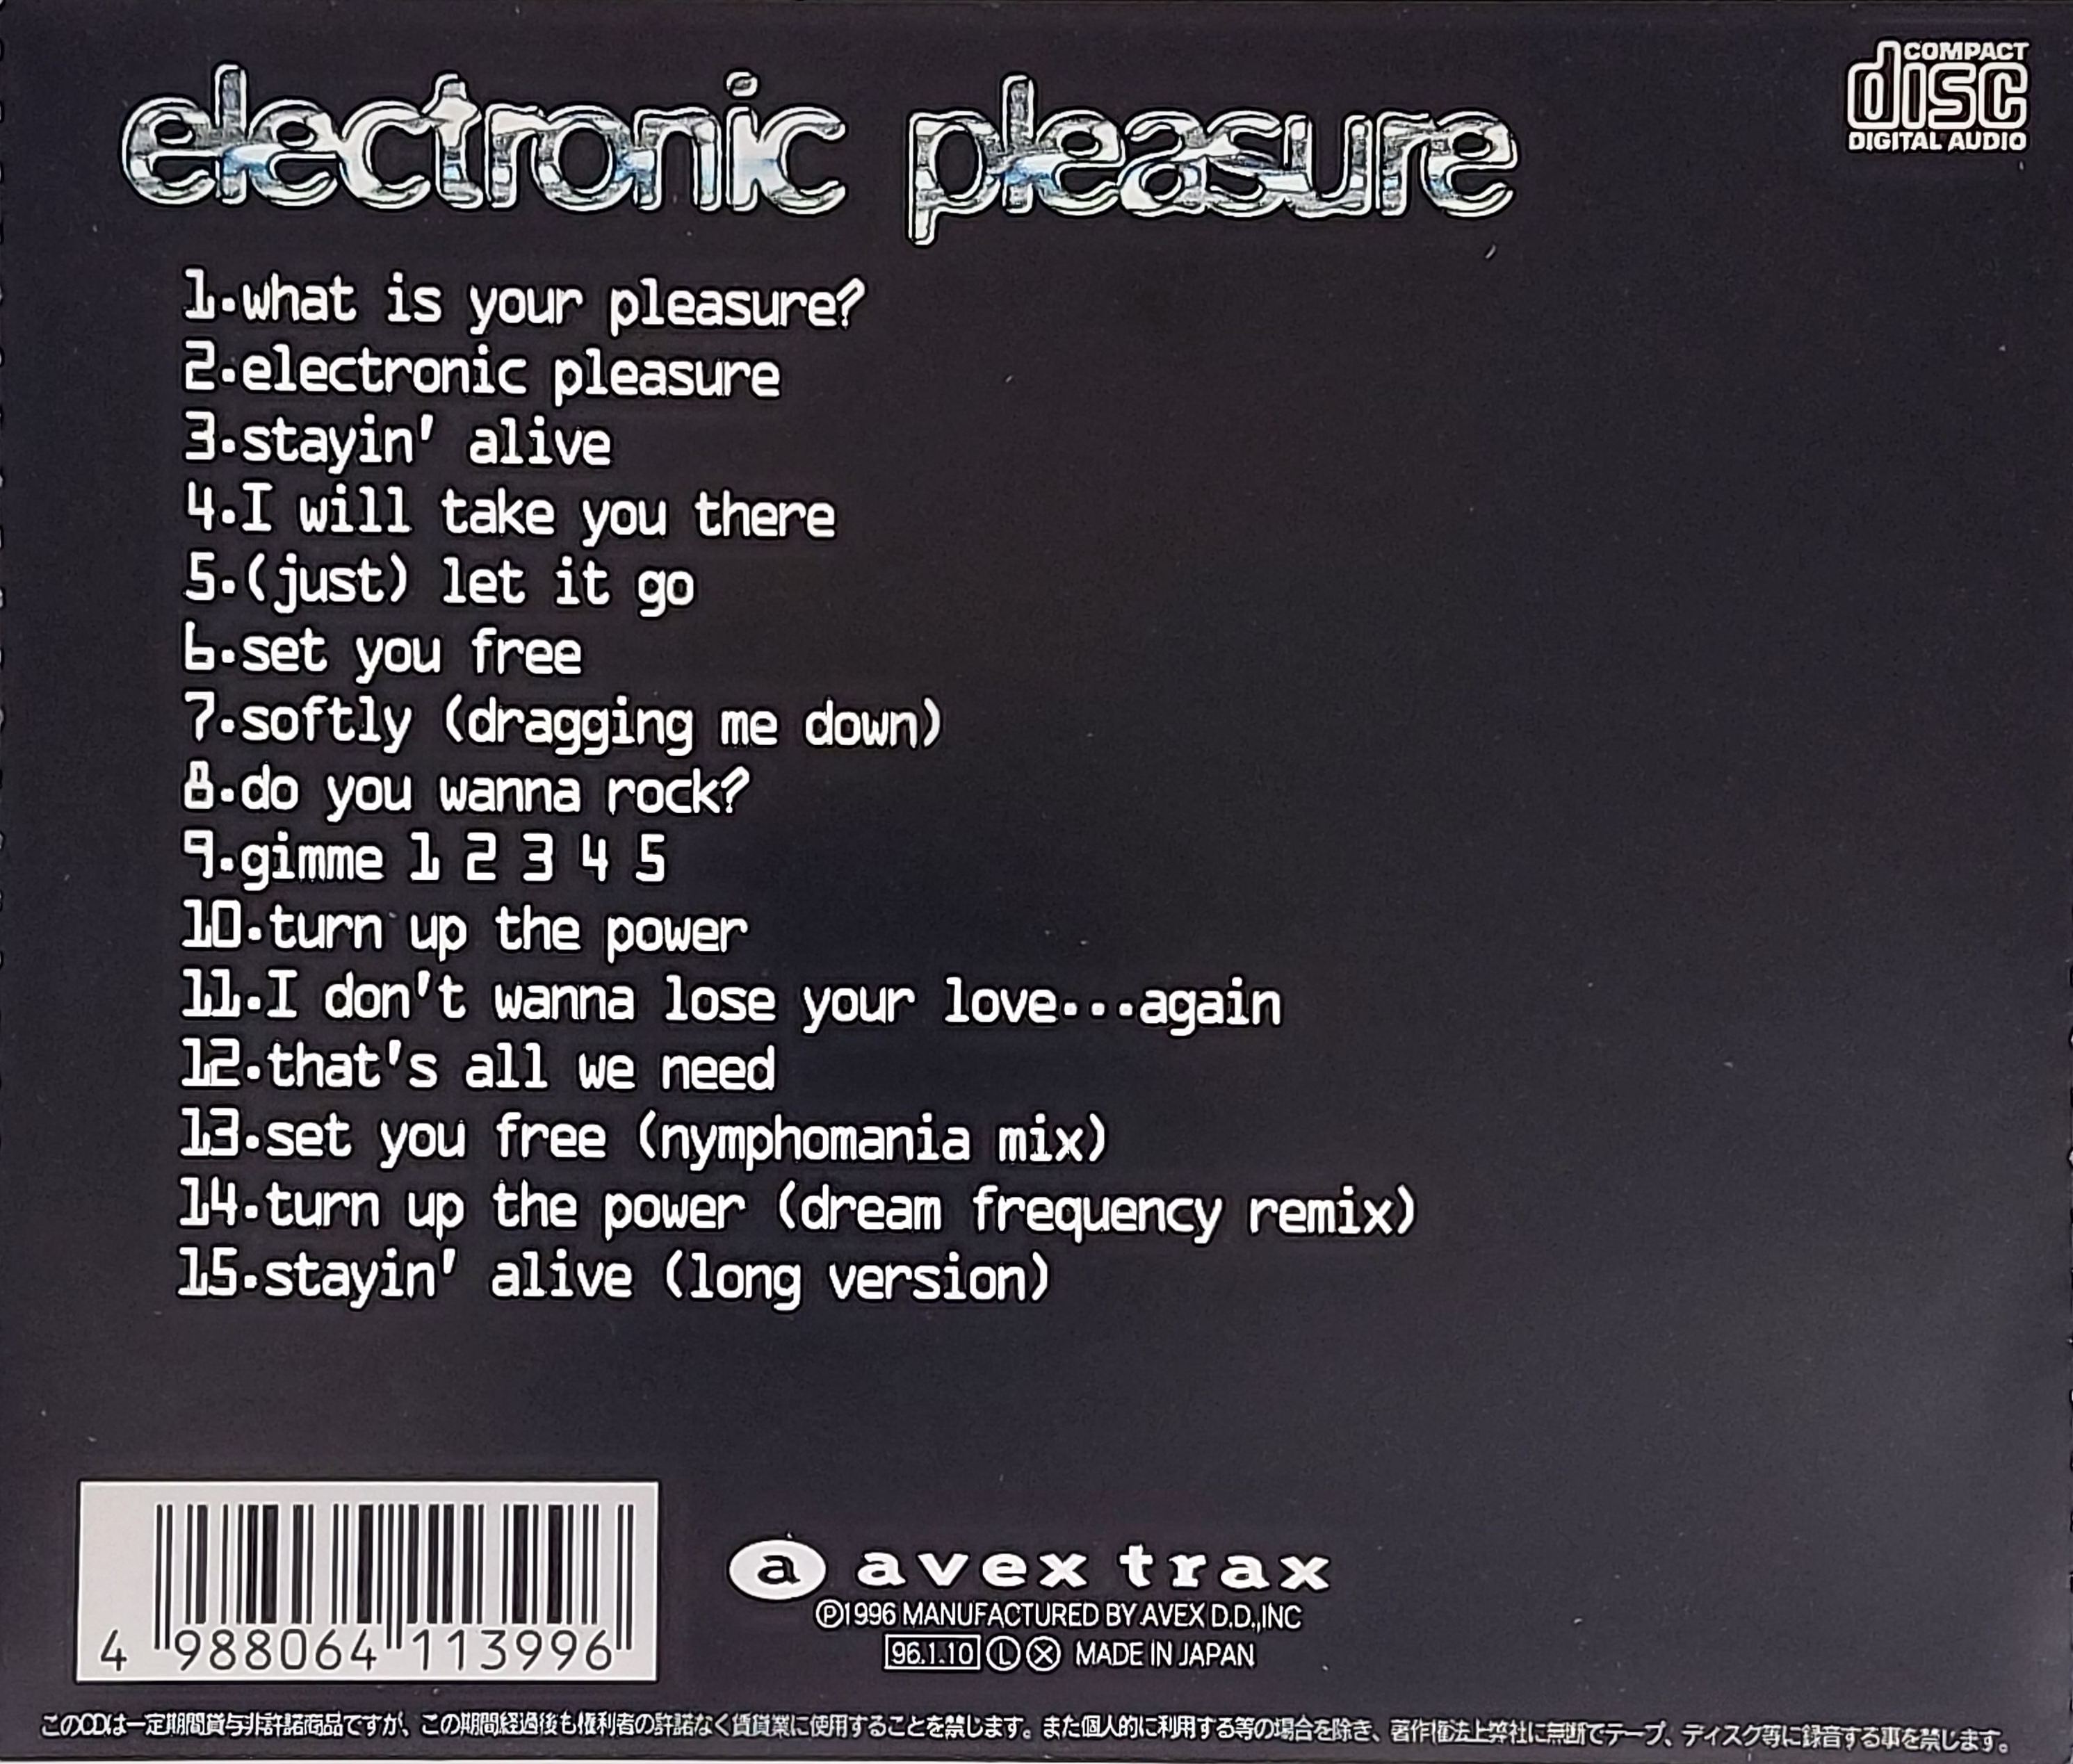 electronic pleasure
COMPACT
disc
DIGITAL AUDIO
1.what is your pleasure?
2.electronic pleasure
3.stayin' alive
4.I will take you there
5.(just) let it go
6.set you free
7.softly (dragging me down)
8.do you wanna rock?
9.gimme 1 2 3 4 5
10.turn up the power
11.I don't wanna lose your love...again
12.that's all we need
13.set you free (nymphomania mix)
14.turn up the power (dream frequency remix)
15.stayin' alive (long version)
4 988064 113996
a avex trax
Ⓟ1996 MANUFACTURED BY AVEX D.D.,INC
96.1.10 Ⓛ Ⓧ MADE IN JAPAN
このCDは一定期間貸与非許諾商品ですが、この期間経過後も権利者の許諾なく賃貸業に使用することを禁じます。また個人的に利用する等の場合を除き、著作権法上弊社に無断でテープ、ディスク等に録音する事を禁じます。